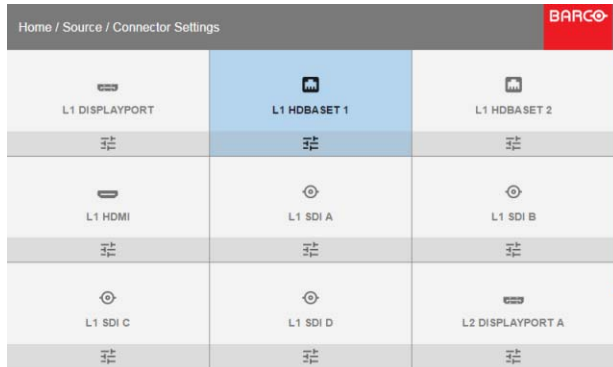 Home / Source / Connector Settings
BARCO
L1 DISPLAYPORT
L1 HDBASET 1
L1 HDBASET 2
L1 HDMI
L1 SDI A
L1 SDI B
L1 SDI C
L1 SDI D
L2 DISPLAYPORT A